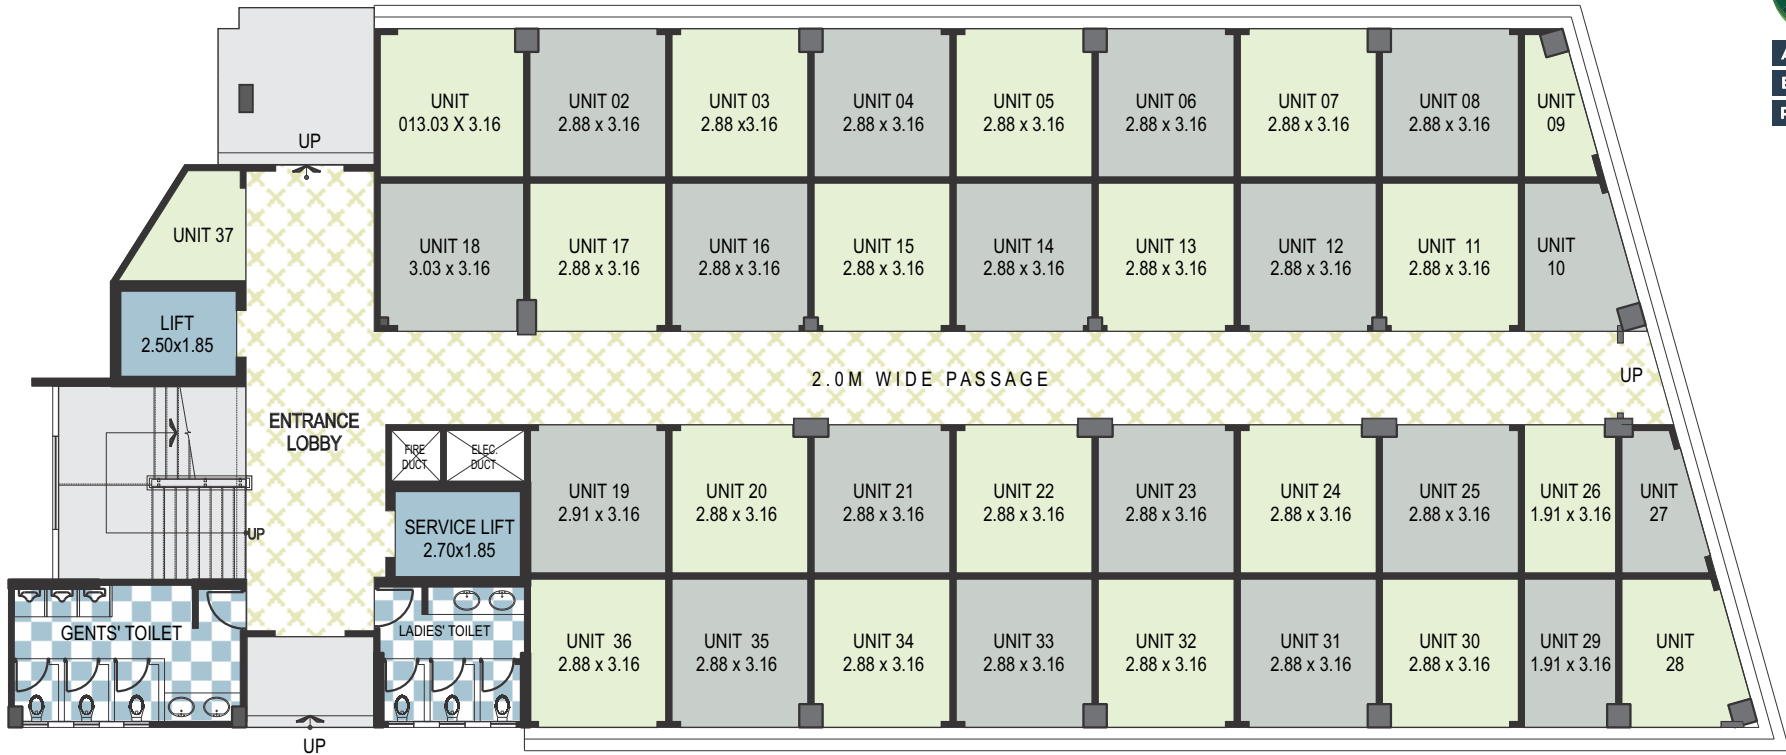 UP
UNIT
013.03 X 3.16
UNIT 02
2.88 x 3.16
UNIT 03
2.88 x3.16
UNIT 04
2.88 x 3.16
UNIT 05
2.88 x 3.16
UNIT 06
2.88 x 3.16
UNIT 07
2.88 x 3.16
UNIT 08
2.88 x 3.16
UNIT
09
UNIT 37
UNIT 18
3.03 x 3.16
UNIT 17
2.88 x 3.16
UNIT 16
2.88 x 3.16
UNIT 15
2.88 x 3.16
UNIT 14
2.88 x 3.16
UNIT 13
2.88 x 3.16
UNIT 12
2.88 x 3.16
UNIT 11
2.88 x 3.16
UNIT
10
LIFT
2.50x1.85
2.0M WIDE PASSAGE
UP
ENTRANCE
LOBBY
FIRE
DUCT
ELEC.
DUCT
UP
SERVICE LIFT
2.70x1.85
UNIT 19
2.91 x 3.16
UNIT 20
2.88 x 3.16
UNIT 21
2.88 x 3.16
UNIT 22
2.88 x 3.16
UNIT 23
2.88 x 3.16
UNIT 24
2.88 x 3.16
UNIT 25
2.88 x 3.16
UNIT 26
1.91 x 3.16
UNIT
27
GENTS' TOILET
LADIES' TOILET
UNIT 36
2.88 x 3.16
UNIT 35
2.88 x 3.16
UNIT 34
2.88 x 3.16
UNIT 33
2.88 x 3.16
UNIT 32
2.88 x 3.16
UNIT 31
2.88 x 3.16
UNIT 30
2.88 x 3.16
UNIT 29
1.91 x 3.16
UNIT
28
UP